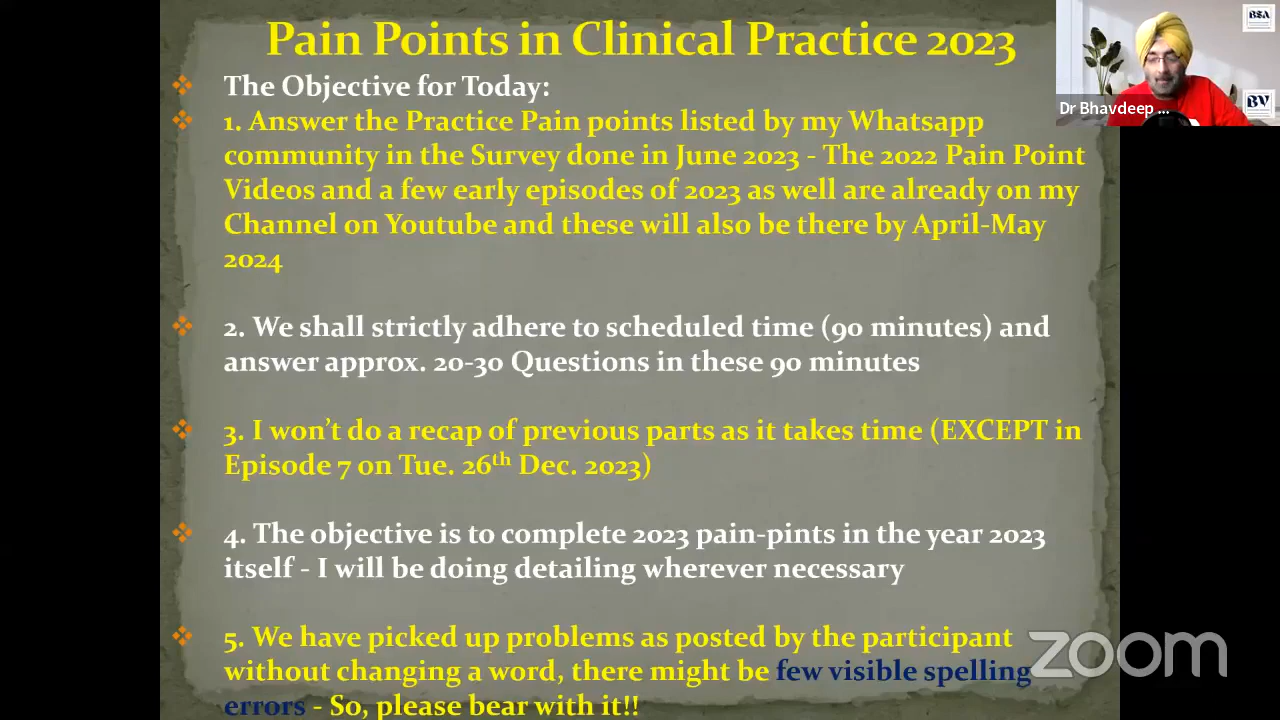 Pain Points in Clinical Practice 2023
The Objective for Today:
1. Answer the Practice Pain points listed by my Whatsapp
community in the Survey done in June 2023 - The 2022 Pain Point
Videos and a few early episodes of 2023 as well are already on my
Channel on Youtube and these will also be there by April-May
2024
2. We shall strictly adhere to scheduled time (90 minutes) and
answer approx. 20-30 Questions in these 90 minutes
3. I won't do a recap of previous parts as it takes time (EXCEPT in
Episode 7 on Tue. 26th Dec. 2023)
4. The objective is to complete 2023 pain-pints in the year 2023
itself - I will be doing detailing wherever necessary
5. We have picked up problems as posted by the participant
without changing a word, there might be few visible spelling
errors - So, please bear with it!!
B&A
BV
Dr Bhavdeep ...
zoom